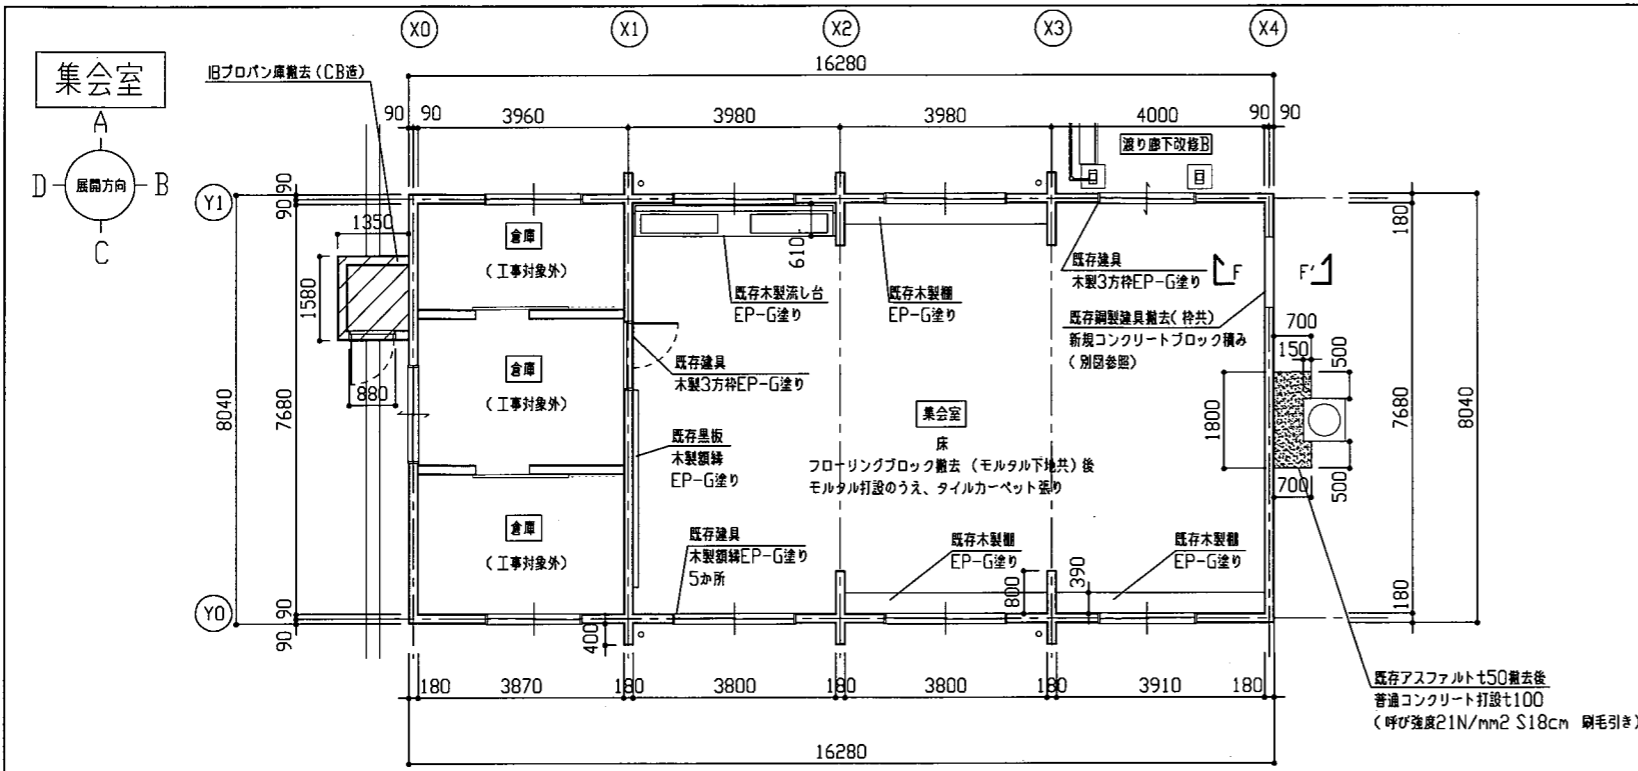 X0
X1
X2
X3
X4
集会室
旧プロパン庫撤去(CB造)
16280
90
90
3960
3980
3980
4000
90
90
渡り廊下改修B
A
D
展開方向
B
C
Y1
90
90
1350
1580
880
8040
7680
倉庫
(工事対象外)
610
既存木製流し台
EP-G塗り
既存木製棚
EP-G塗り
既存建具
木製3方枠EP-G塗り
F
F'
既存鋼製建具撤去(枠共)
新規コンクリートブロック積み
(別図参照)
180
700
150
500
倉庫
(工事対象外)
既存建具
木製3方枠EP-G塗り
既存黒板
木製額縁
EP-G塗り
集会室
床
フローリングブロック撤去 (モルタル下地共)後
モルタル打設のうえ、タイルカーペット張り
1800
700
500
7680
8040
倉庫
(工事対象外)
既存建具
木製額縁EP-G塗り
5か所
既存木製棚
EP-G塗り
800
390
既存木製棚
EP-G塗り
180
Y0
90
90
400
180
3870
180
3800
180
3800
180
3910
180
既存アスファルトt50撤去後
普通コンクリート打設t100
(呼び強度21N/mm2 S18cm 刷毛引き)
16280